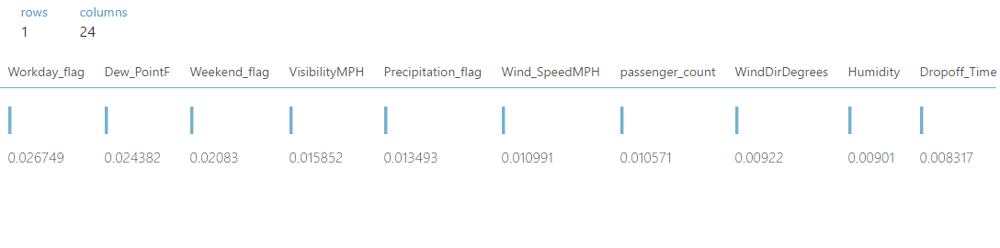 rows columns
1 24
Workday_flag Dew_PointF Weekend_flag VisibilityMPH Precipitation_flag Wind_SpeedMPH passenger_count WindDirDegrees Humidity Dropoff_Time
0.026749 0.024382 0.02083 0.015852 0.013493 0.010991 0.010571 0.00922 0.00901 0.008317